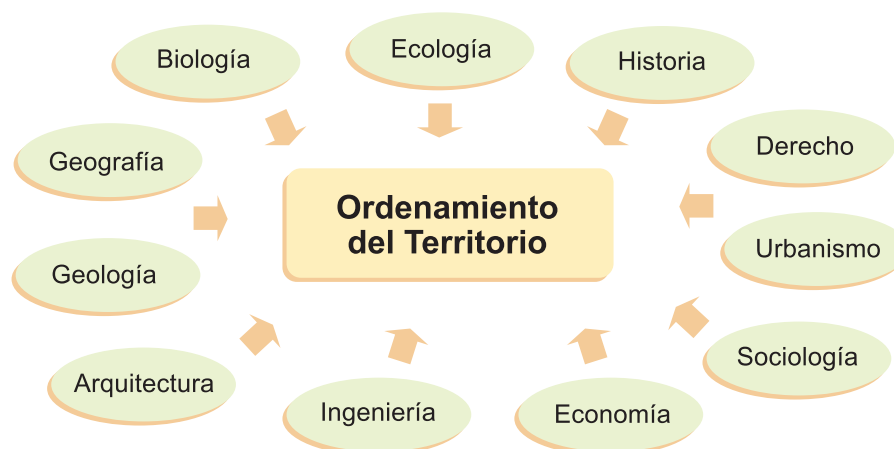 Biología
Ecología
Historia
Geografía
Derecho
Ordenamiento
del Territorio
Geología
Urbanismo
Arquitectura
Sociología
Ingeniería
Economía